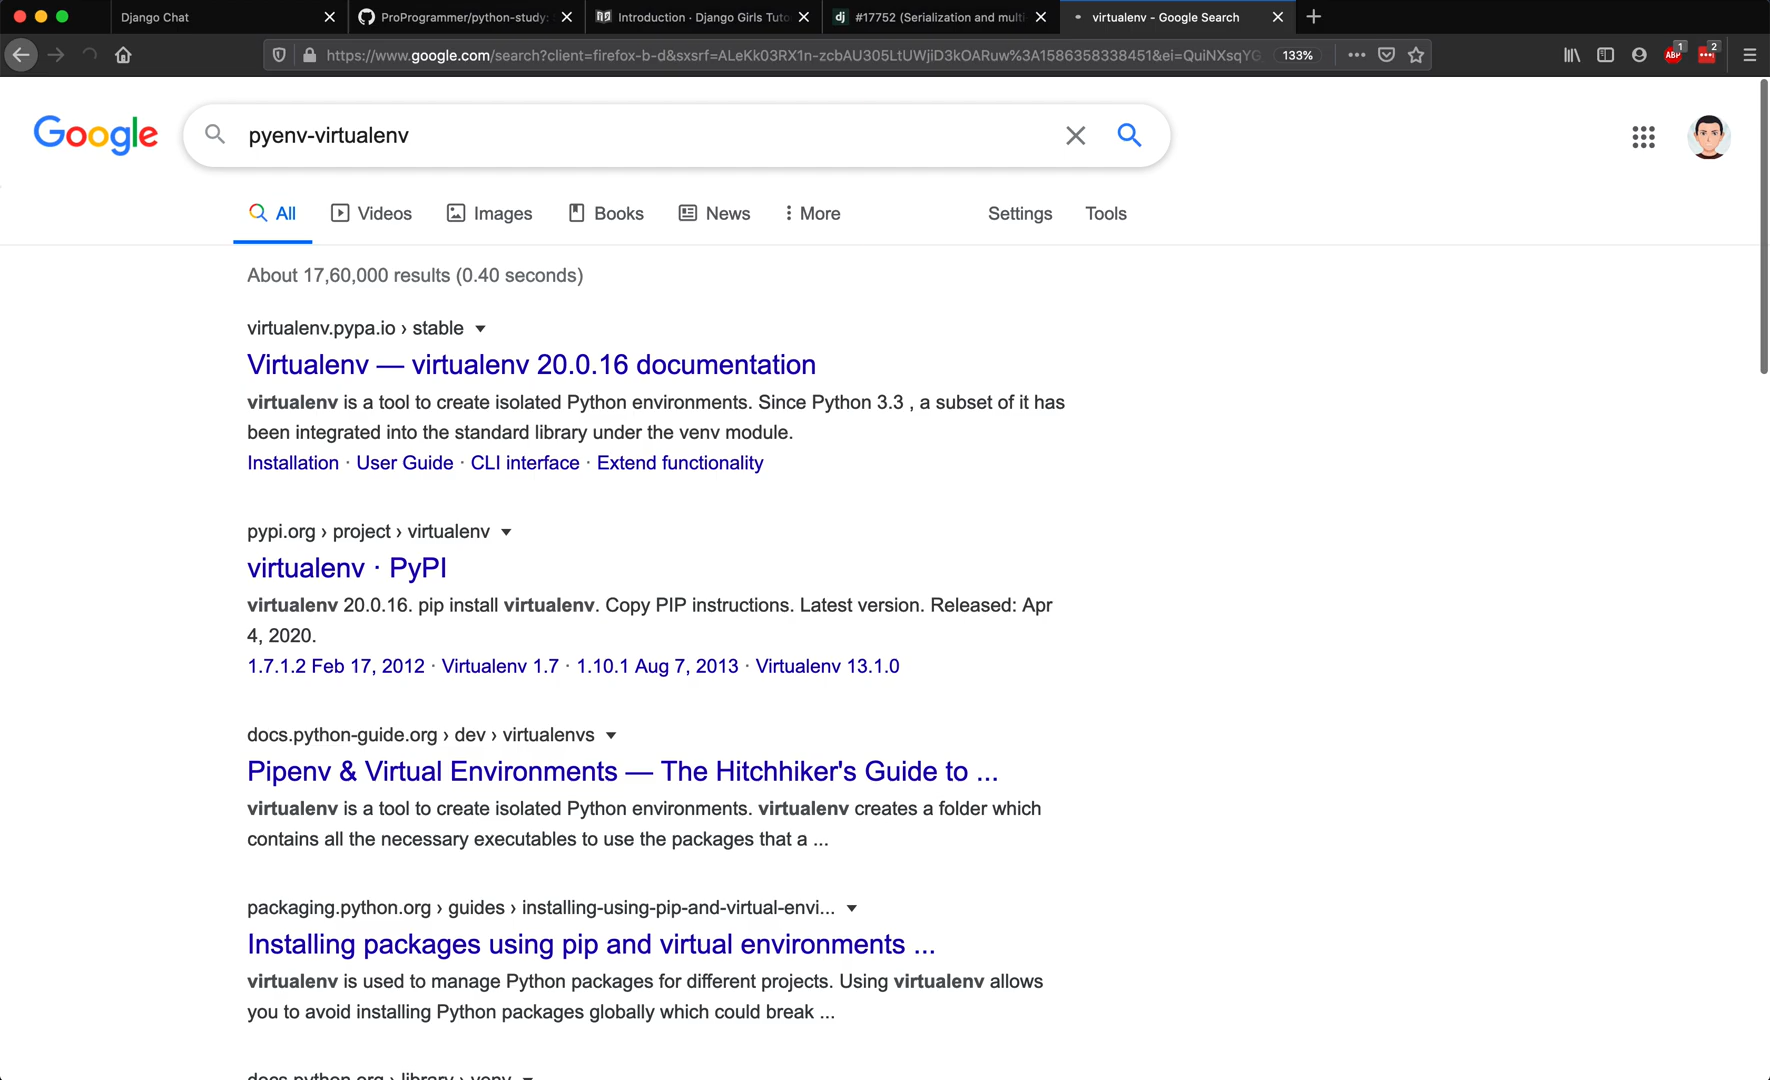 Django Chat
ProProgrammer/python-study:
Introduction · Django Girls Tuto
#17752 (Serialization and multi-
virtualenv - Google Search
https://www.google.com/search?client=firefox-b-d&sxsrf=ALeKk03RX1n-zcbAU305LtUWjiD3kOARuw%3A1586358338451&ei=QuiNXsqYG
133%
ABP
1
2
Google
pyenv-virtualenv
All
Videos
Images
Books
News
More
Settings
Tools
About 17,60,000 results (0.40 seconds)
virtualenv.pypa.io › stable
Virtualenv — virtualenv 20.0.16 documentation
virtualenv is a tool to create isolated Python environments. Since Python 3.3 , a subset of it has
been integrated into the standard library under the venv module.
Installation · User Guide · CLI interface · Extend functionality
pypi.org › project › virtualenv
virtualenv · PyPI
virtualenv 20.0.16. pip install virtualenv. Copy PIP instructions. Latest version. Released: Apr
4, 2020.
1.7.1.2 Feb 17, 2012 · Virtualenv 1.7 · 1.10.1 Aug 7, 2013 · Virtualenv 13.1.0
docs.python-guide.org › dev › virtualenvs
Pipenv & Virtual Environments — The Hitchhiker's Guide to ...
virtualenv is a tool to create isolated Python environments. virtualenv creates a folder which
contains all the necessary executables to use the packages that a ...
packaging.python.org › guides › installing-using-pip-and-virtual-envi...
Installing packages using pip and virtual environments ...
virtualenv is used to manage Python packages for different projects. Using virtualenv allows
you to avoid installing Python packages globally which could break ...
docs.python.org › library › venv